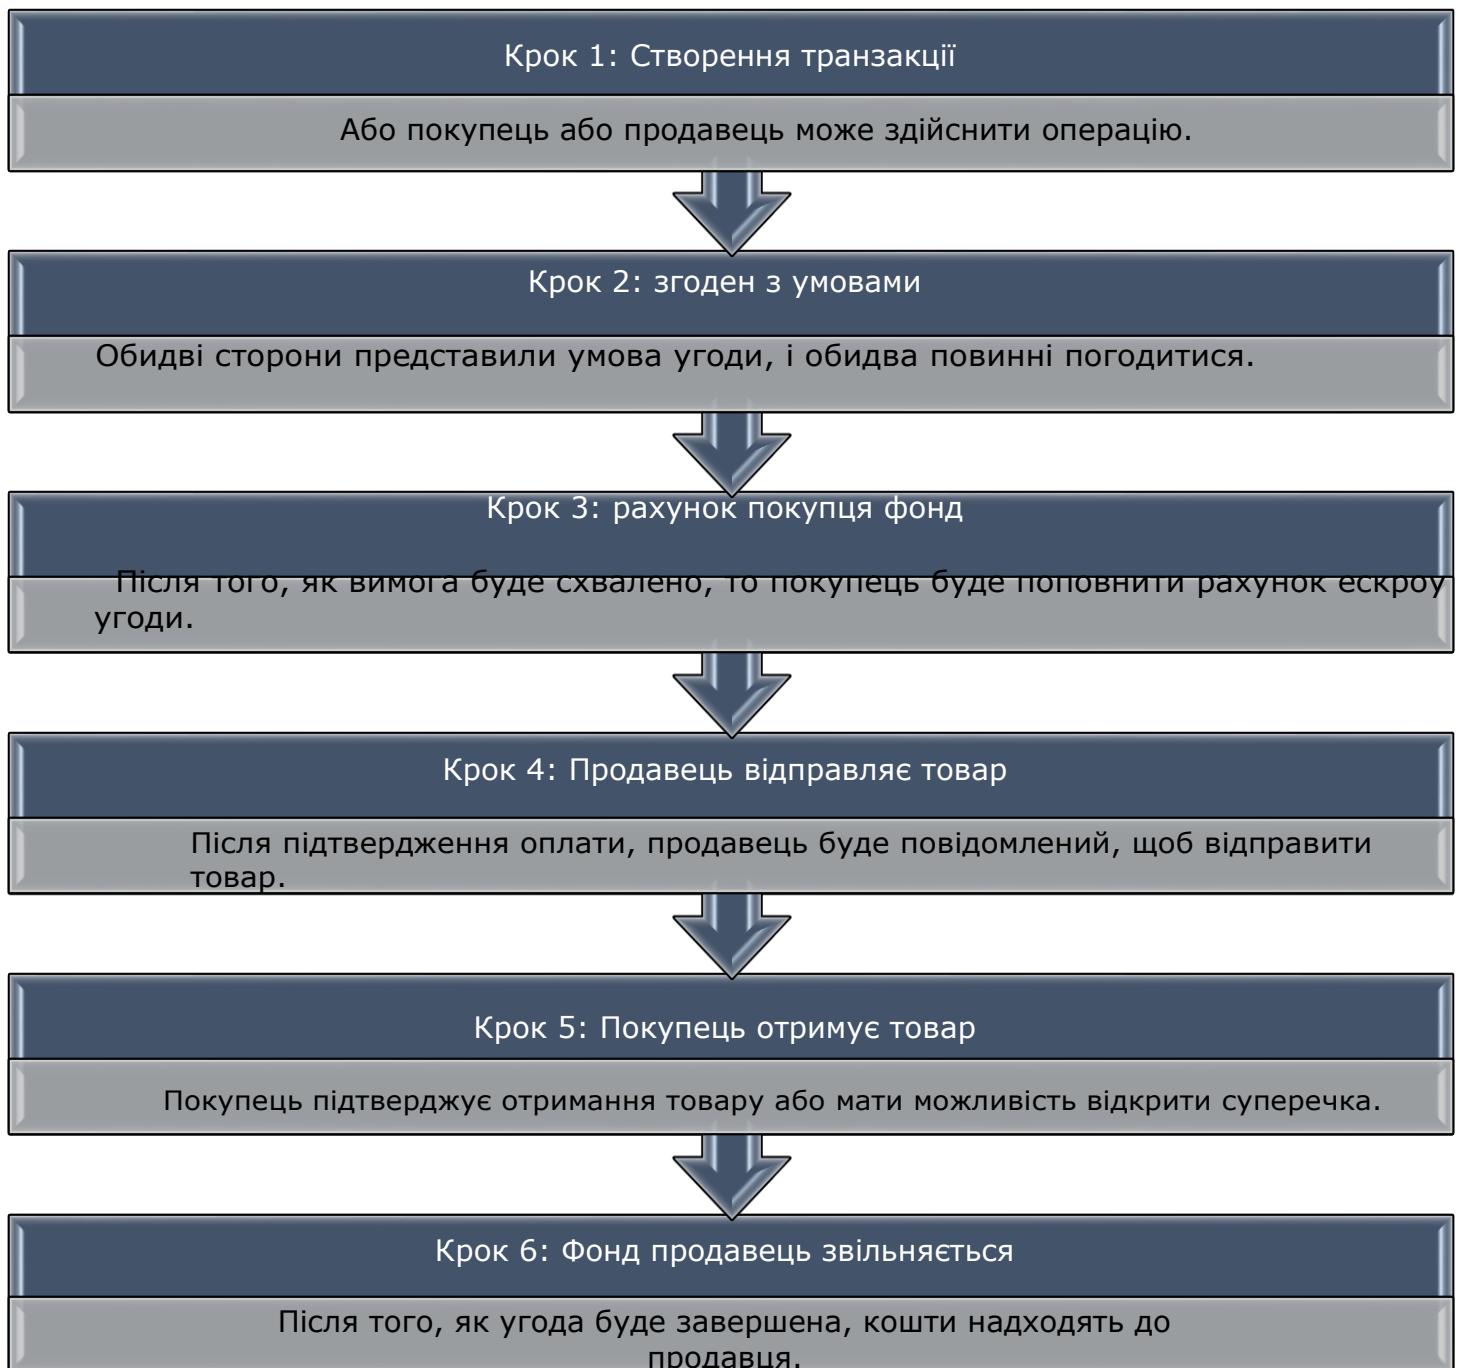 Крок 1: Створення транзакції
Або покупець або продавець може здійснити операцію.
Крок 2: згоден з умовами
Обидві сторони представили умова угоди, і обидва повинні погодитися.
Крок 3: рахунок покупця фонд
Після того, як вимога буде схвалено, то покупець буде поповнити рахунок ескроу
угоди.
Крок 4: Продавець відправляє товар
Після підтвердження оплати, продавець буде повідомлений, щоб відправити
товар.
Крок 5: Покупець отримує товар
Покупець підтверджує отримання товару або мати можливість відкрити суперечка.
Крок 6: Фонд продавець звільняється
Після того, як угода буде завершена, кошти надходять до
продавця.